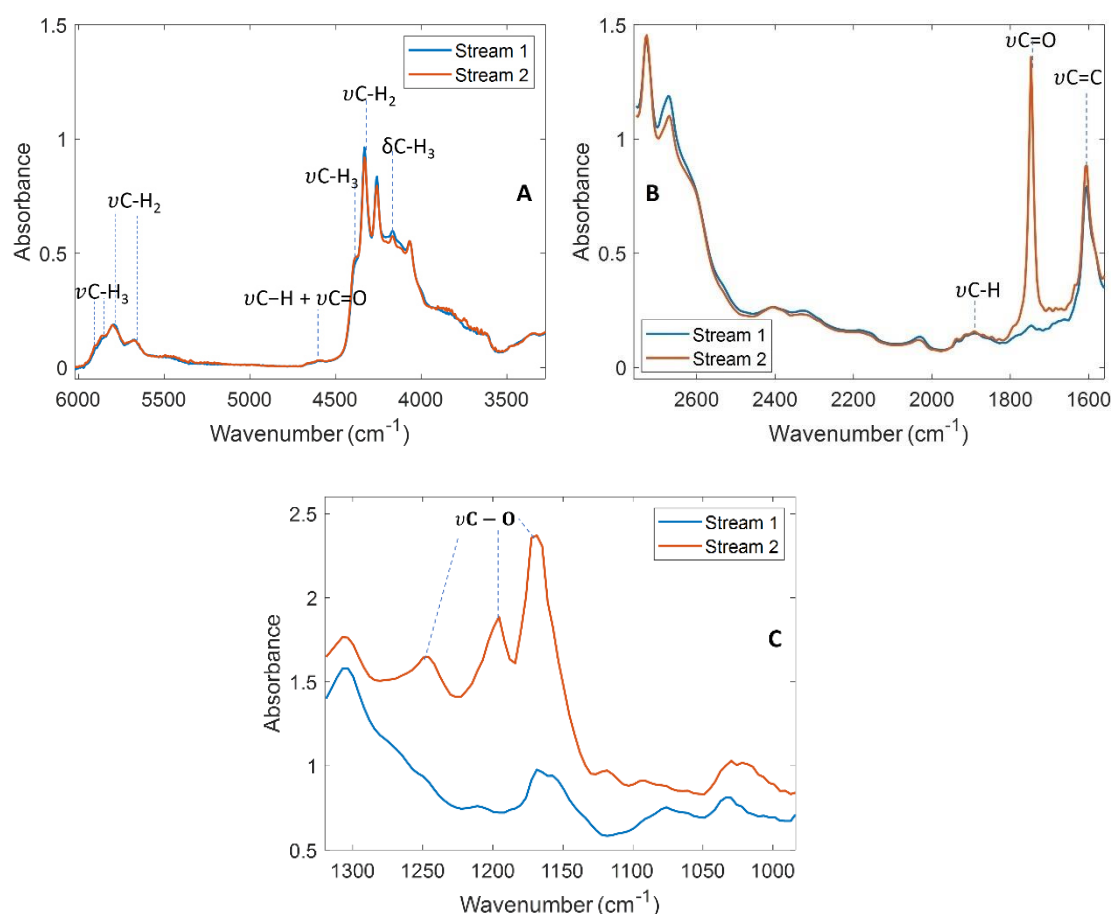 1.5
1
0.5
0
Absorbance
Stream 1
Stream 2
υC-H₂
δC-H₃
υC-H₃
υC-H₂
υC-H₃
υC−H + υC=O
A
6000 5500 5000 4500 4000 3500
Wavenumber (cm⁻¹)
1.5
1
0.5
0
Absorbance
υC=O
υC=C
B
υC-H
Stream 1
Stream 2
2600 2400 2200 2000 1800 1600
Wavenumber (cm⁻¹)
2.5
2
1.5
1
0.5
Absorbance
υC − O
Stream 1
Stream 2
C
1300 1250 1200 1150 1100 1050 1000
Wavenumber (cm⁻¹)